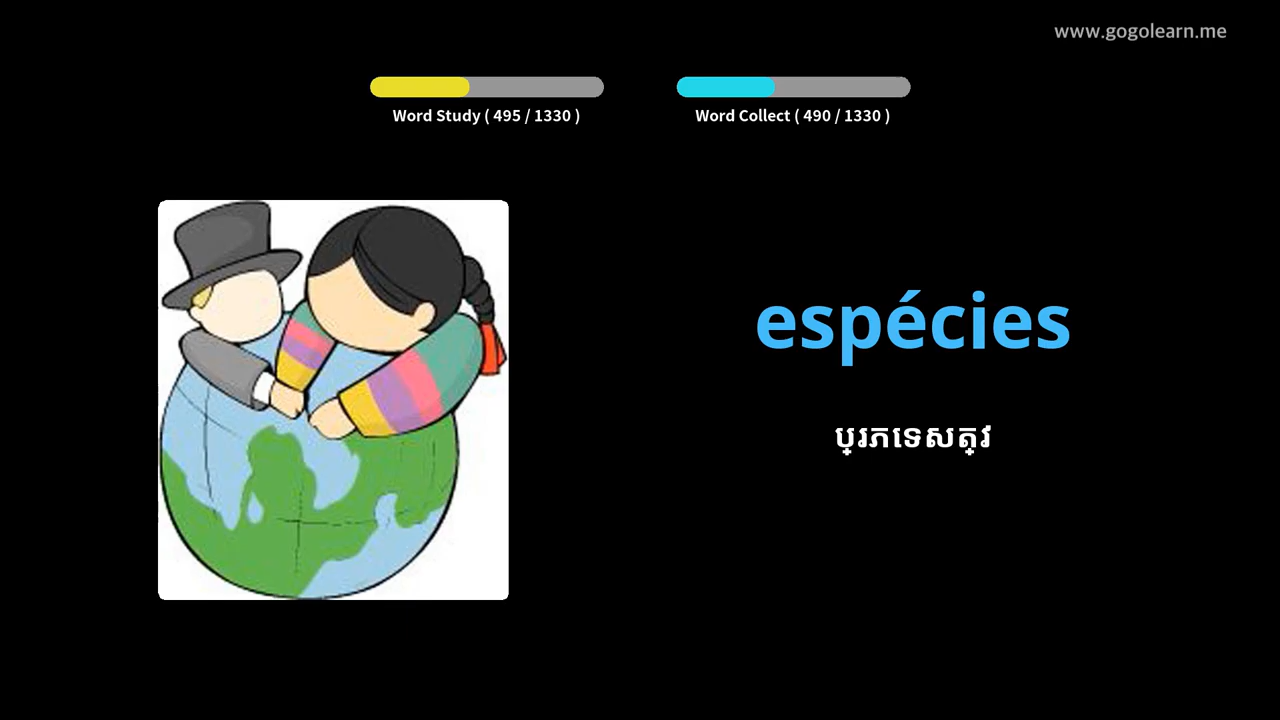 www.gogolearn.me
Word Study ( 495 / 1330 )
Word Collect ( 490 / 1330 )
espécies
ប្រភទេសត្វ